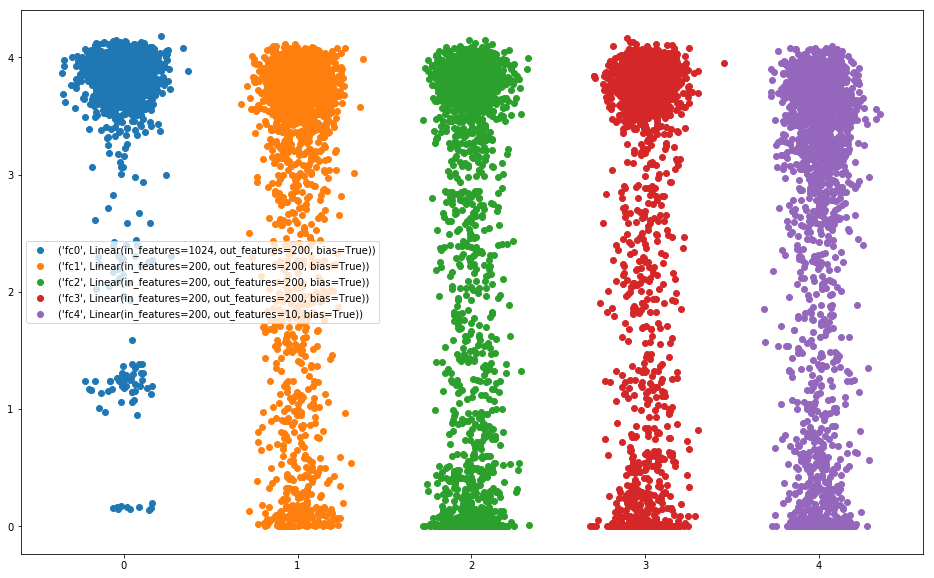 4
3
('fc0', Linear(in_features=1024, out_features=200, bias=True))
('fc1', Linear(in_features=200, out_features=200, bias=True))
('fc2', Linear(in_features=200, out_features=200, bias=True))
('fc3', Linear(in_features=200, out_features=200, bias=True))
('fc4', Linear(in_features=200, out_features=10, bias=True))
2
1
0
0 1 2 3 4